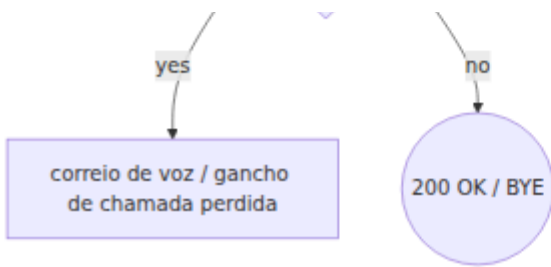 yes
no
correio de voz / gancho
de chamada perdida
200 OK / BYE